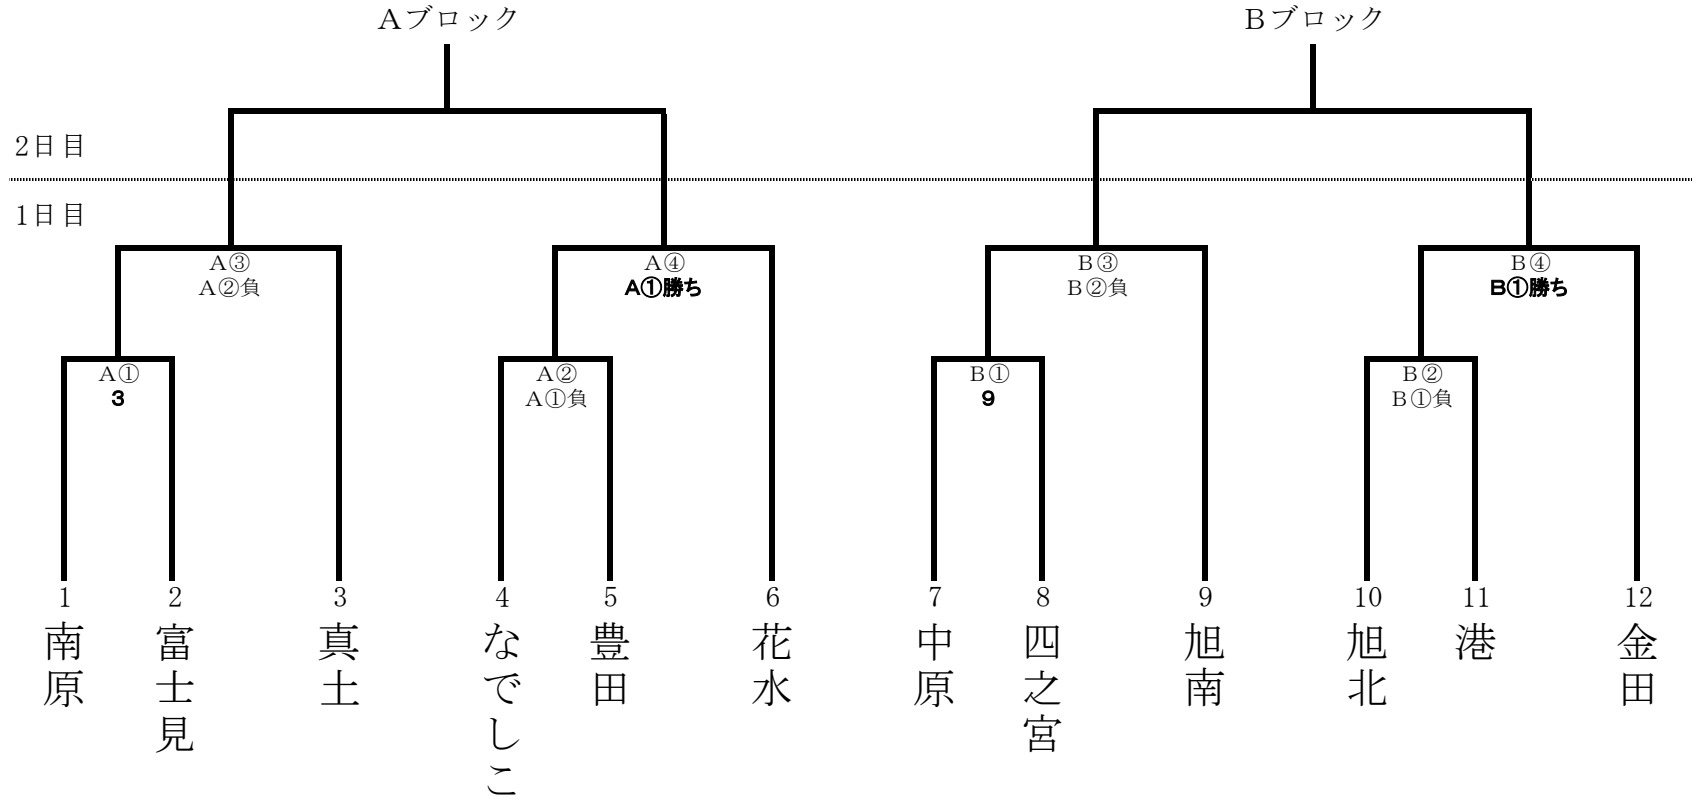 Aブロック
Bブロック
2日目
1日目
A③
A②負
A④
A①勝ち
B③
B②負
B④
B①勝ち
A①
3
A②
A①負
B①
9
B②
B①負
1
2
3
4
5
6
7
8
9
10
11
12
南原
富士見
真土
なでしこ
豊田
花水
中原
四之宮
旭南
旭北
港
金田